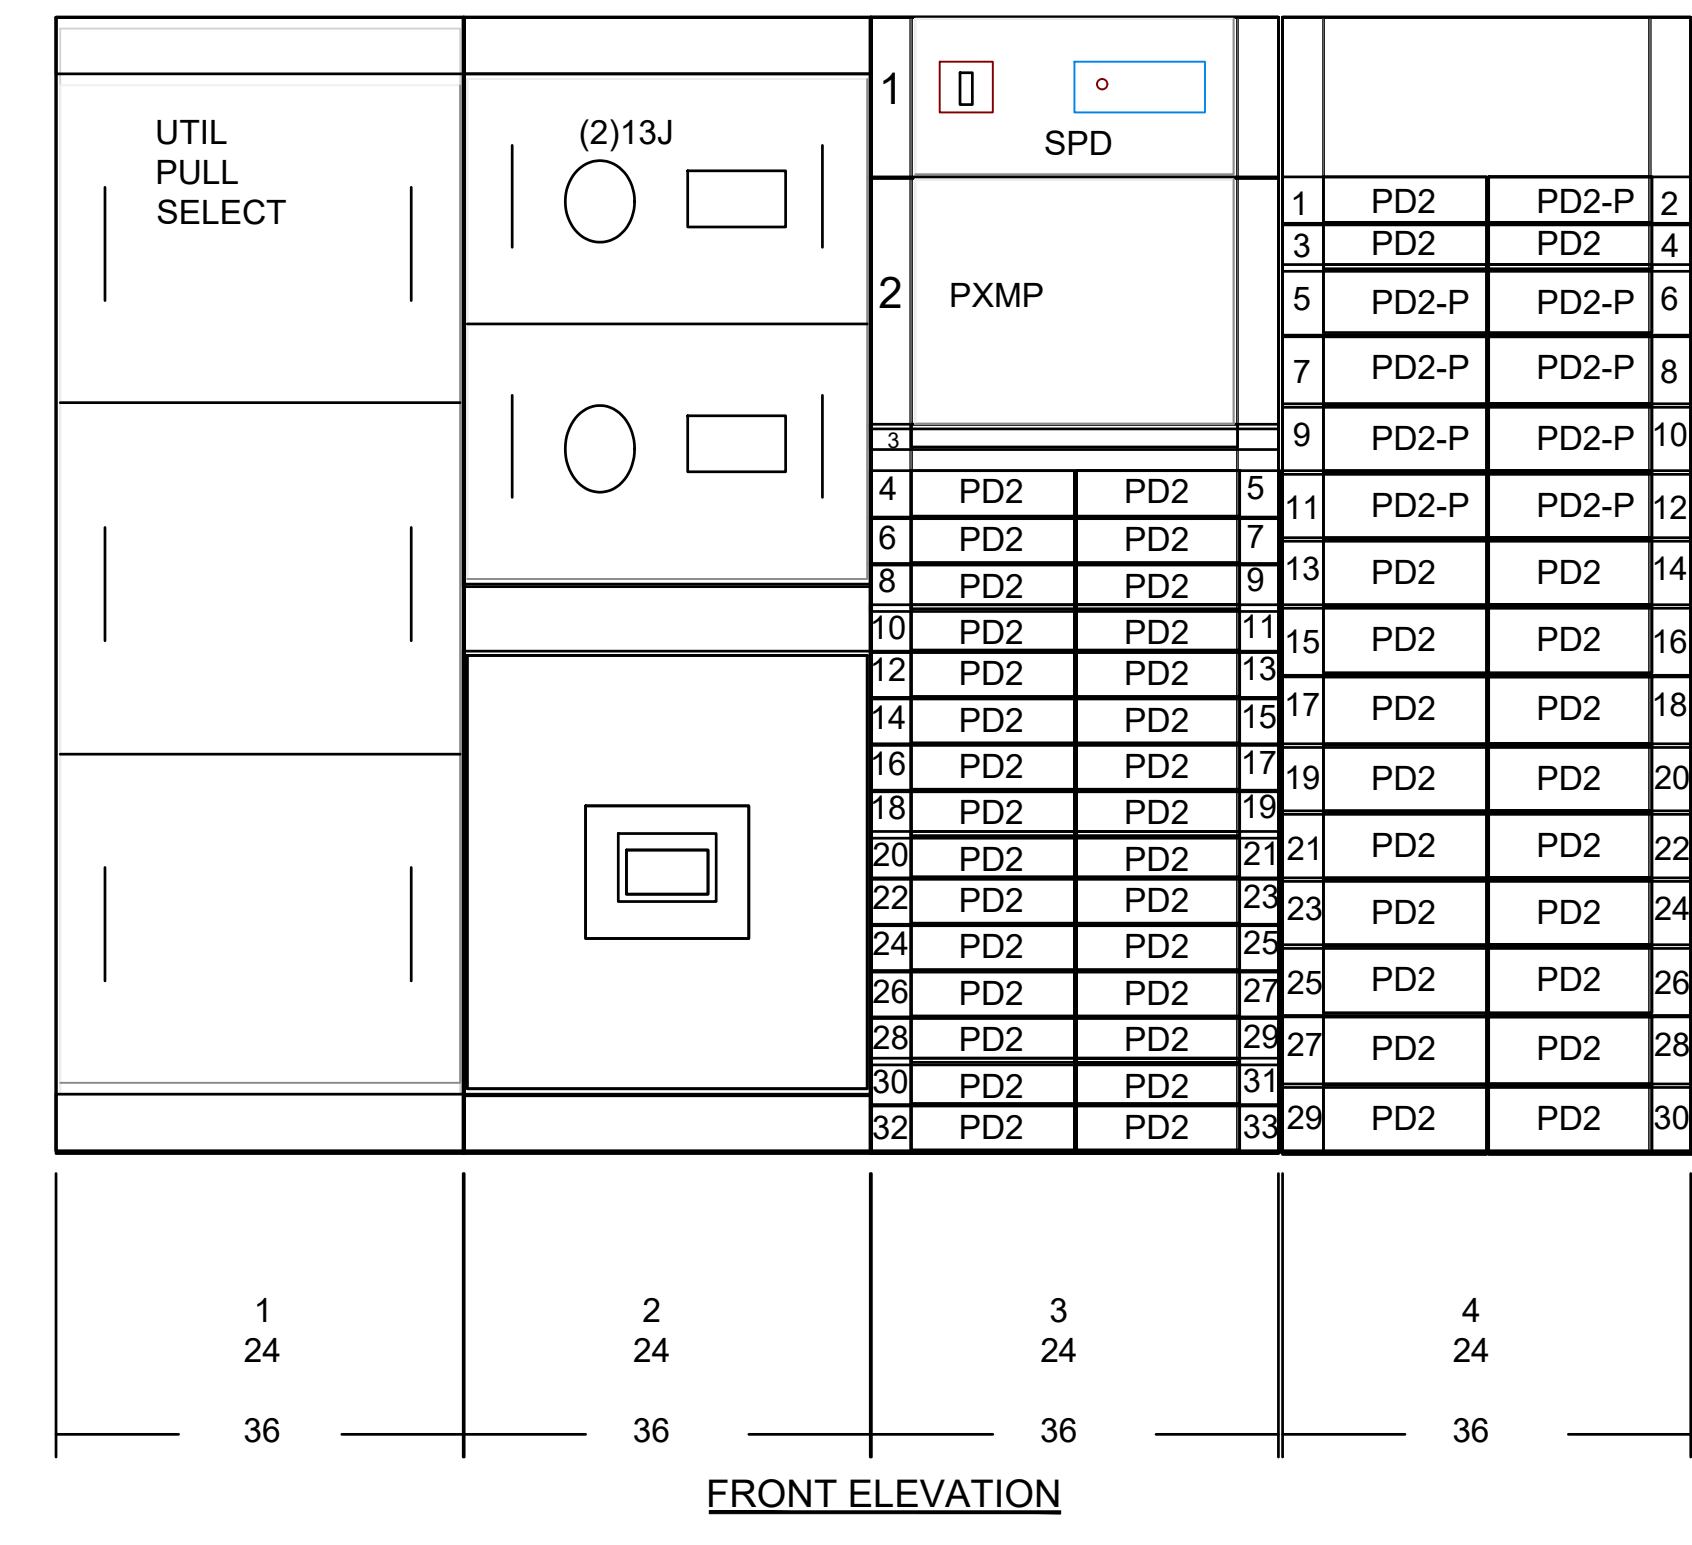 UTIL
PULL
SELECT
(2)13J
1
SPD
2 PXMP
3
4 PD2 PD2 5
6 PD2 PD2 7
8 PD2 PD2 9
10 PD2 PD2 11
12 PD2 PD2 13
14 PD2 PD2 15
16 PD2 PD2 17
18 PD2 PD2 19
20 PD2 PD2 21
22 PD2 PD2 23
24 PD2 PD2 25
26 PD2 PD2 27
28 PD2 PD2 29
30 PD2 PD2 31
32 PD2 PD2 33
1 PD2 PD2-P 2
3 PD2 PD2 4
5 PD2-P PD2-P 6
7 PD2-P PD2-P 8
9 PD2-P PD2-P 10
11 PD2-P PD2-P 12
13 PD2 PD2 14
15 PD2 PD2 16
17 PD2 PD2 18
19 PD2 PD2 20
21 PD2 PD2 22
23 PD2 PD2 24
25 PD2 PD2 26
27 PD2 PD2 28
29 PD2 PD2 30
1 2 3 4
24 24 24 24
36 36 36 36
FRONT ELEVATION